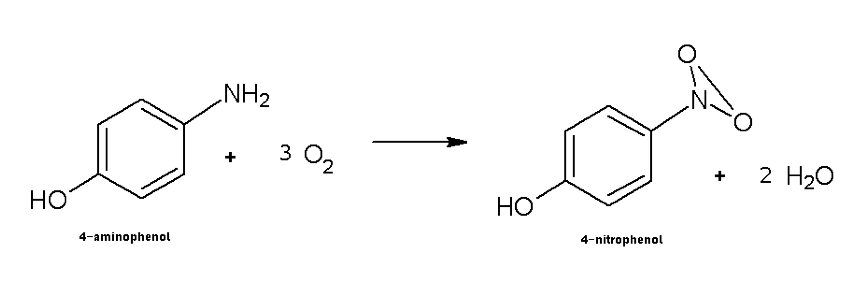 NH2
+ 3 O2
HO
4-aminophenol
O
N
O
HO
+ 2 H2O
4-nitrophenol